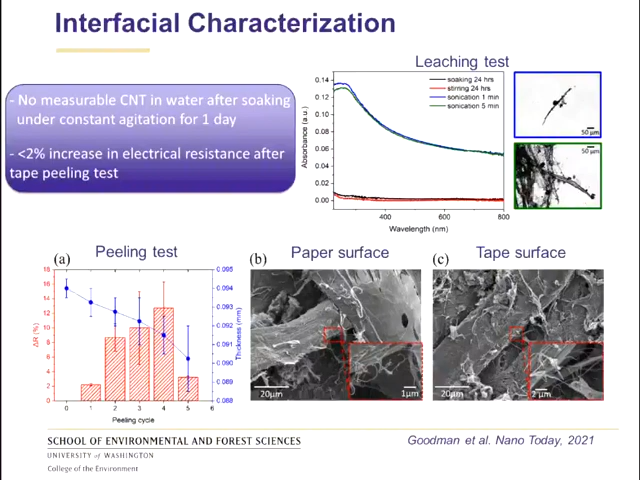 Interfacial Characterization
- No measurable CNT in water after soaking
under constant agitation for 1 day
- <2% increase in electrical resistance after
tape peeling test
Leaching test
soaking 24 hrs
stirring 24 hrs
sonication 1 min
sonication 5 min
0.14
0.12
0.10
0.08
0.06
0.04
0.02
0.00
Absorbance (a.u.)
400 600 800
Wavelength (nm)
50 µm
50 µm
(a) Peeling test
18
16
14
12
10
8
6
4
2
0
ΔR (%)
0.095
0.094
0.093
0.092
0.091
0.090
0.089
0.088
Thickness (mm)
0 1 2 3 4 5 6
Peeling cycle
(b) Paper surface
20µm
1µm
(c) Tape surface
20µm
2 µm
SCHOOL OF ENVIRONMENTAL AND FOREST SCIENCES
UNIVERSITY of WASHINGTON
College of the Environment
Goodman et al. Nano Today, 2021